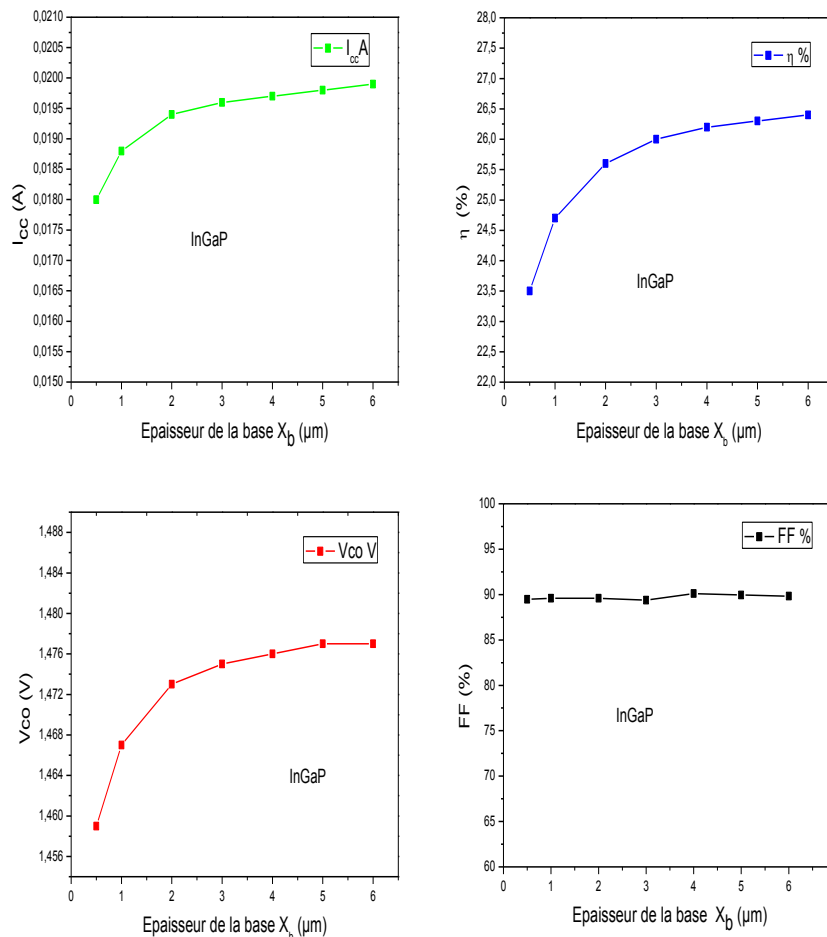 0,0210
0,0205
0,0200
0,0195
0,0190
0,0185
0,0180
0,0175
0,0170
0,0165
0,0160
0,0155
0,0150
I_cc (A)
I_cc A
InGaP
0 1 2 3 4 5 6
Epaisseur de la base X_b (µm)
28,0
27,5
27,0
26,5
26,0
25,5
25,0
24,5
24,0
23,5
23,0
22,5
22,0
η (%)
η %
InGaP
0 1 2 3 4 5 6
Epaisseur de la base X_b (µm)
1,488
1,484
1,480
1,476
1,472
1,468
1,464
1,460
1,456
Vco (V)
Vco V
InGaP
0 1 2 3 4 5 6
Epaisseur de la base X_b (µm)
100
95
90
85
80
75
70
65
60
FF (%)
FF %
InGaP
0 1 2 3 4 5 6
Epaisseur de la base X_b (µm)